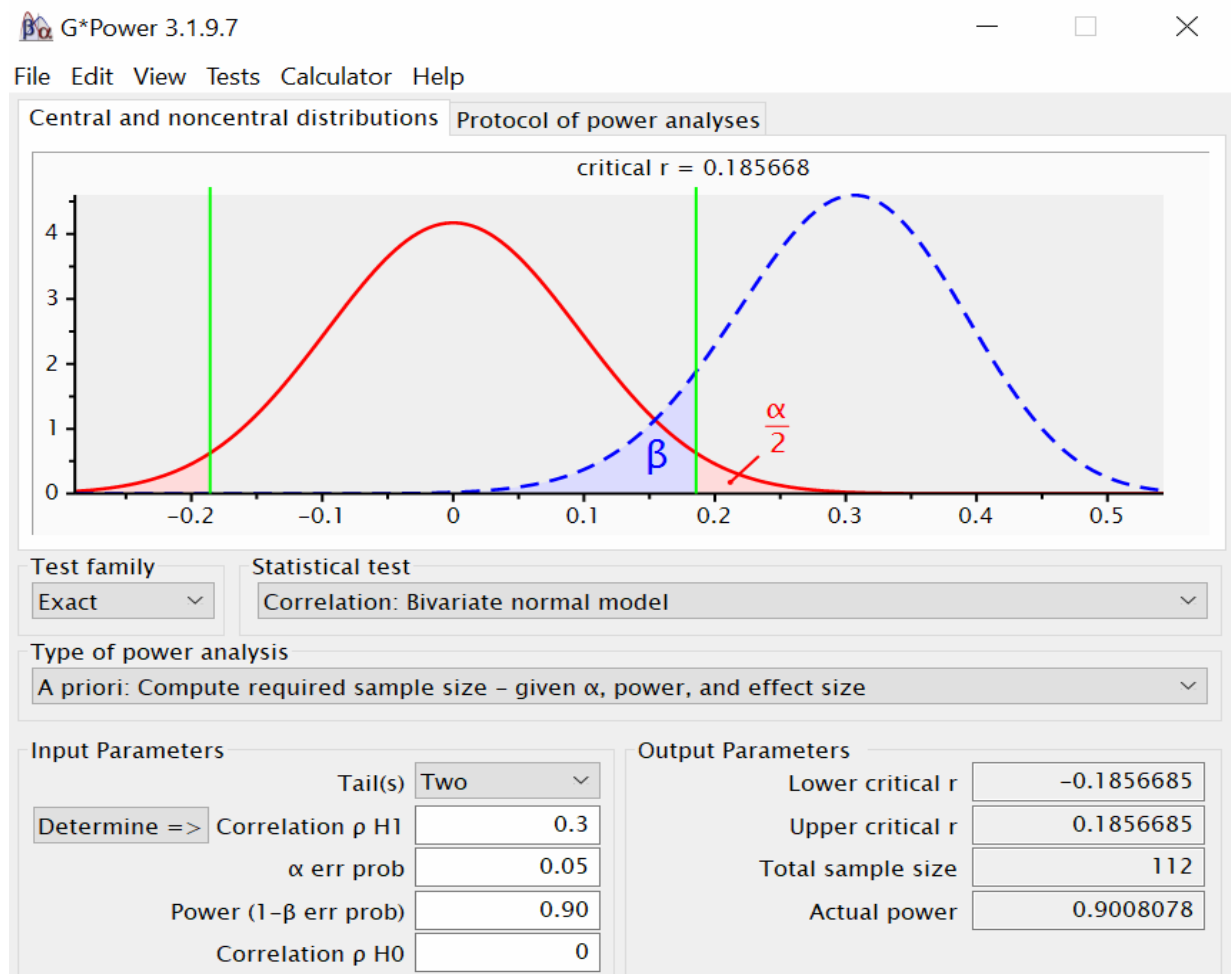 G*Power 3.1.9.7
File Edit View Tests Calculator Help
Central and noncentral distributions Protocol of power analyses
critical r = 0.185668
4
3
2
1
0
β
α
2
-0.2 -0.1 0 0.1 0.2 0.3 0.4 0.5
Test family Statistical test
Exact Correlation: Bivariate normal model
Type of power analysis
A priori: Compute required sample size – given α, power, and effect size
Input Parameters Output Parameters
Tail(s) Two Lower critical r -0.1856685
Determine => Correlation ρ H1 0.3 Upper critical r 0.1856685
α err prob 0.05 Total sample size 112
Power (1-β err prob) 0.90 Actual power 0.9008078
Correlation ρ H0 0